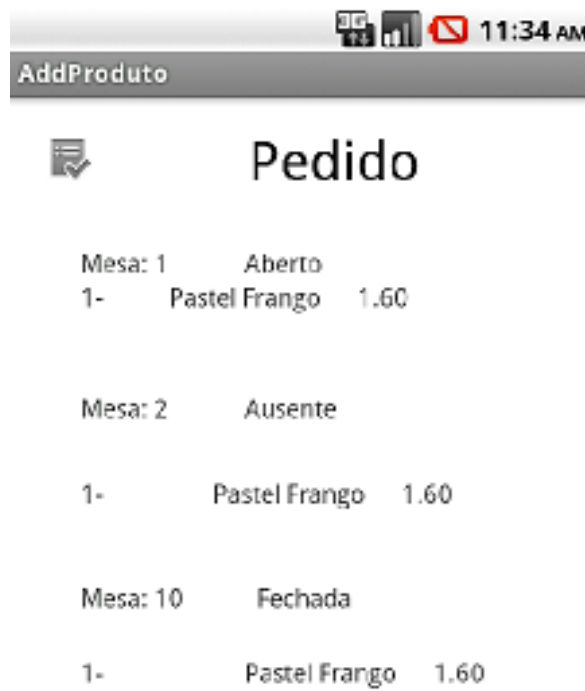 3G 11:34 AM
AddProduto
Pedido
Mesa: 1 Aberto
1- Pastel Frango 1.60
Mesa: 2 Ausente
1- Pastel Frango 1.60
Mesa: 10 Fechada
1- Pastel Frango 1.60